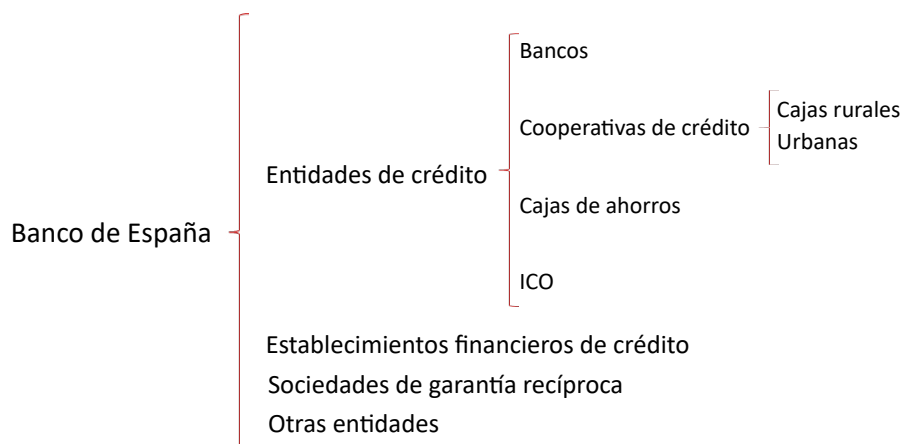 Banco de España
Entidades de crédito
Bancos
Cooperativas de crédito
Cajas rurales
Urbanas
Cajas de ahorros
ICO
Establecimientos financieros de crédito
Sociedades de garantía recíproca
Otras entidades